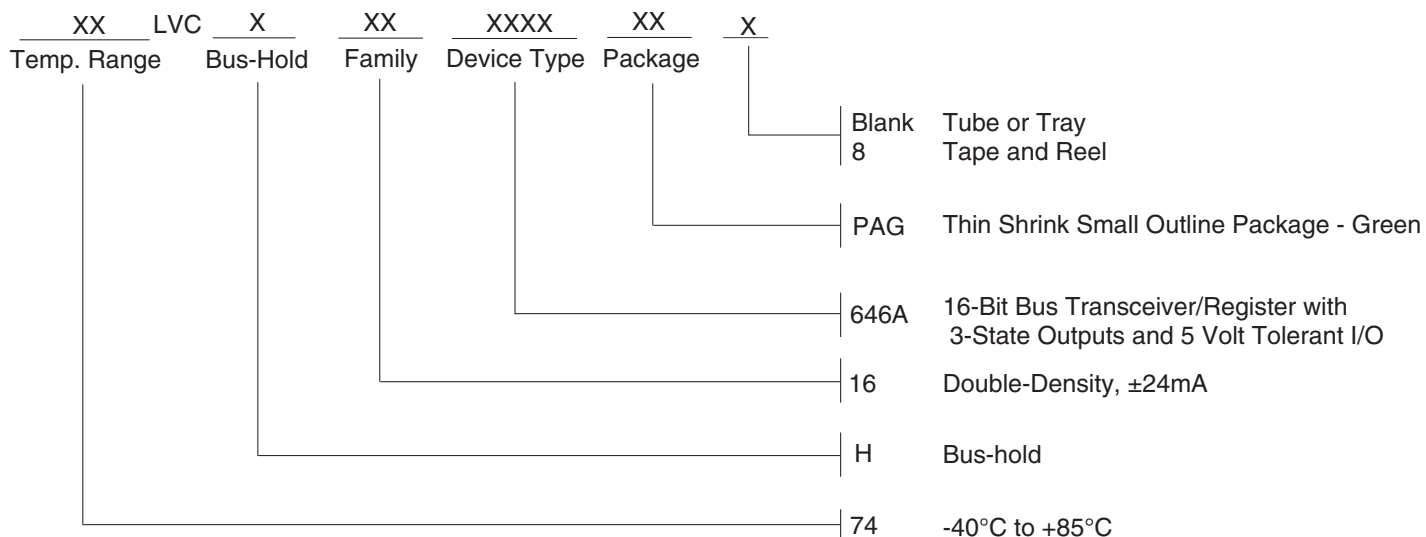 XX LVC X XX XXXX XX X
Temp. Range Bus-Hold Family Device Type Package
Blank Tube or Tray
8 Tape and Reel
PAG Thin Shrink Small Outline Package - Green
646A 16-Bit Bus Transceiver/Register with
3-State Outputs and 5 Volt Tolerant I/O
16 Double-Density, ±24mA
H Bus-hold
74 -40°C to +85°C